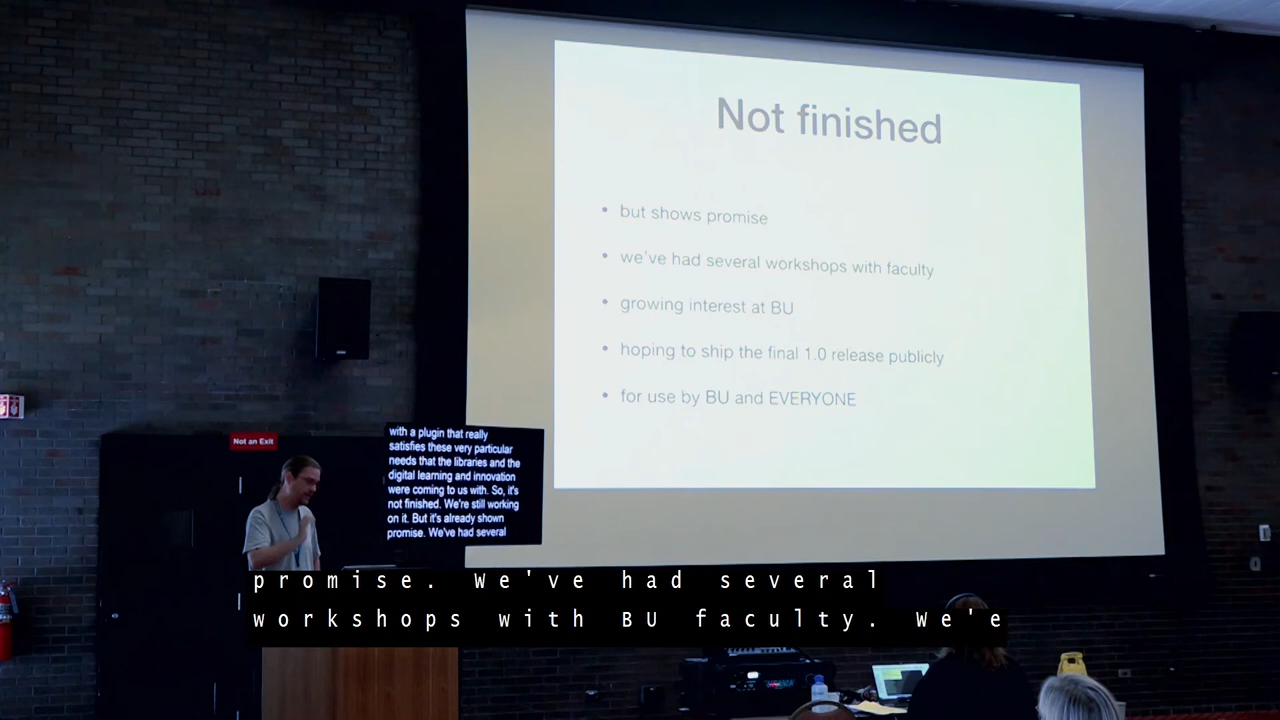 Not finished
• but shows promise
• we've had several workshops with faculty
• growing interest at BU
• hoping to ship the final 1.0 release publicly
• for use by BU and EVERYONE
Not an Exit
with a plugin that really
satisfies these very particular
needs that the libraries and the
digital learning and innovation
were coming to us with. So, it's
not finished. We're still working
on it. But it's already shown
promise. We've had several
promise. We've had several
workshops with BU faculty. We'e